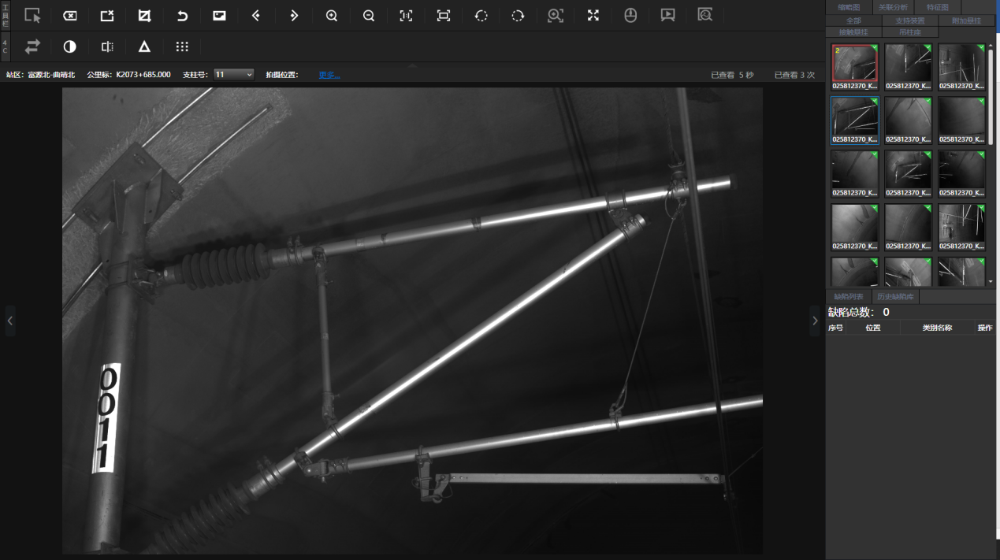 工具栏
4C
站区: 富源北-曲靖北 公里标: K2073+685.000 支柱号: 11 拍摄位置: 更多... 已查看 5 秒 已查看 3 次
0011
缩略图 关联分析 特征图
全部 支持装置 附加悬挂
接触悬挂 吊柱座
2
025812370_K... 025812370_K... 025812370_K...
025812370_K... 025812370_K... 025812370_K...
025812370_K... 025812370_K... 025812370_K...
025812370_K... 025812370_K... 025812370_K...
缺陷列表 历史缺陷库
缺陷总数: 0
序号 位置 类别名称 操作